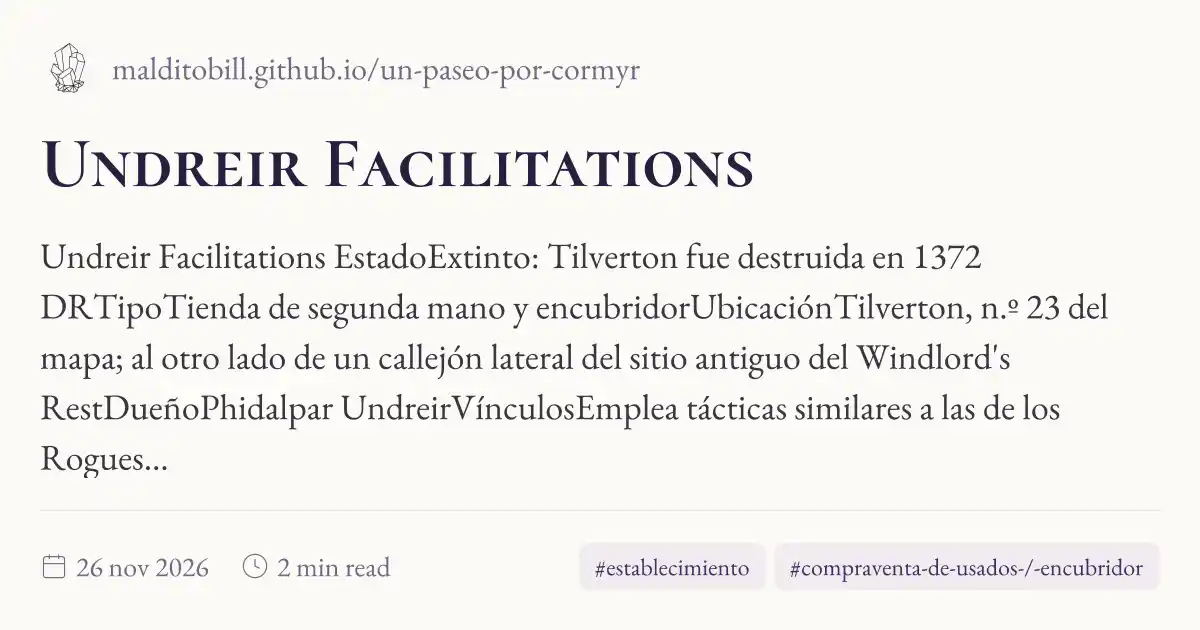 malditobill.github.io/un-paseo-por-cormyr
Undreir Facilitations
Undreir Facilitations EstadoExtinto: Tilverton fue destruida en 1372
DRTipoTienda de segunda mano y encubridorUbicaciónTilverton, n.º 23 del
mapa; al otro lado de un callejón lateral del sitio antiguo del Windlord's
RestDueñoPhidalpar UndreirVínculosEmplea tácticas similares a las de los
Rogues...
26 nov 2026 2 min read #establecimiento #compraventa-de-usados-/-encubridor